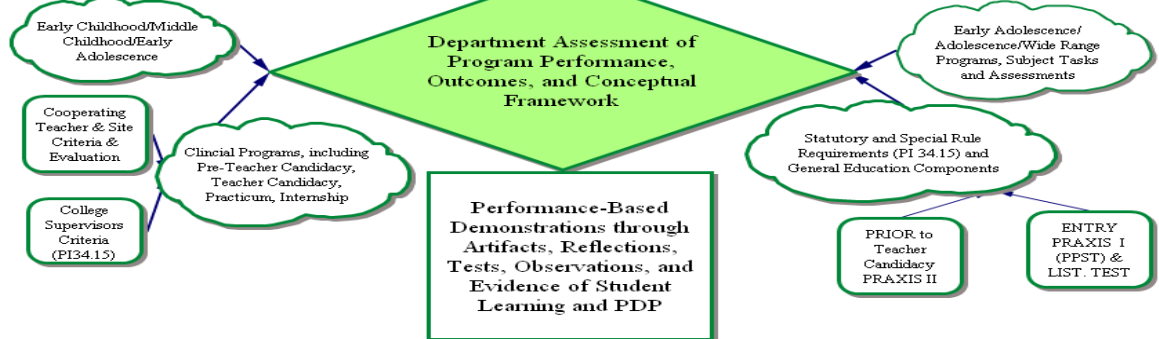 Early Childhood/Middle
Childhood/Early
Adolescence
Department Assessment of
Program Performance,
Outcomes, and Conceptual
Framework
Early Adolescence/
Adolescence/Wide Range
Programs, Subject Tasks
and Assessments
Cooperating
Teacher & Site
Criteria &
Evaluation
Clincial Programs, including
Pre-Teacher Candidacy,
Teacher Candidacy,
Practicum, Internship
Statutory and Special Rule
Requirements (PI 34.15) and
General Education Components
College
Supervisors
Criteria
(PI34.15)
Performance-Based
Demonstrations through
Artifacts, Reflections,
Tests, Observations, and
Evidence of Student
Learning and PDP
PRIOR to
Teacher
Candidacy
PRAXIS II
ENTRY
PRAXIS I
(PPST) &
LIST. TEST